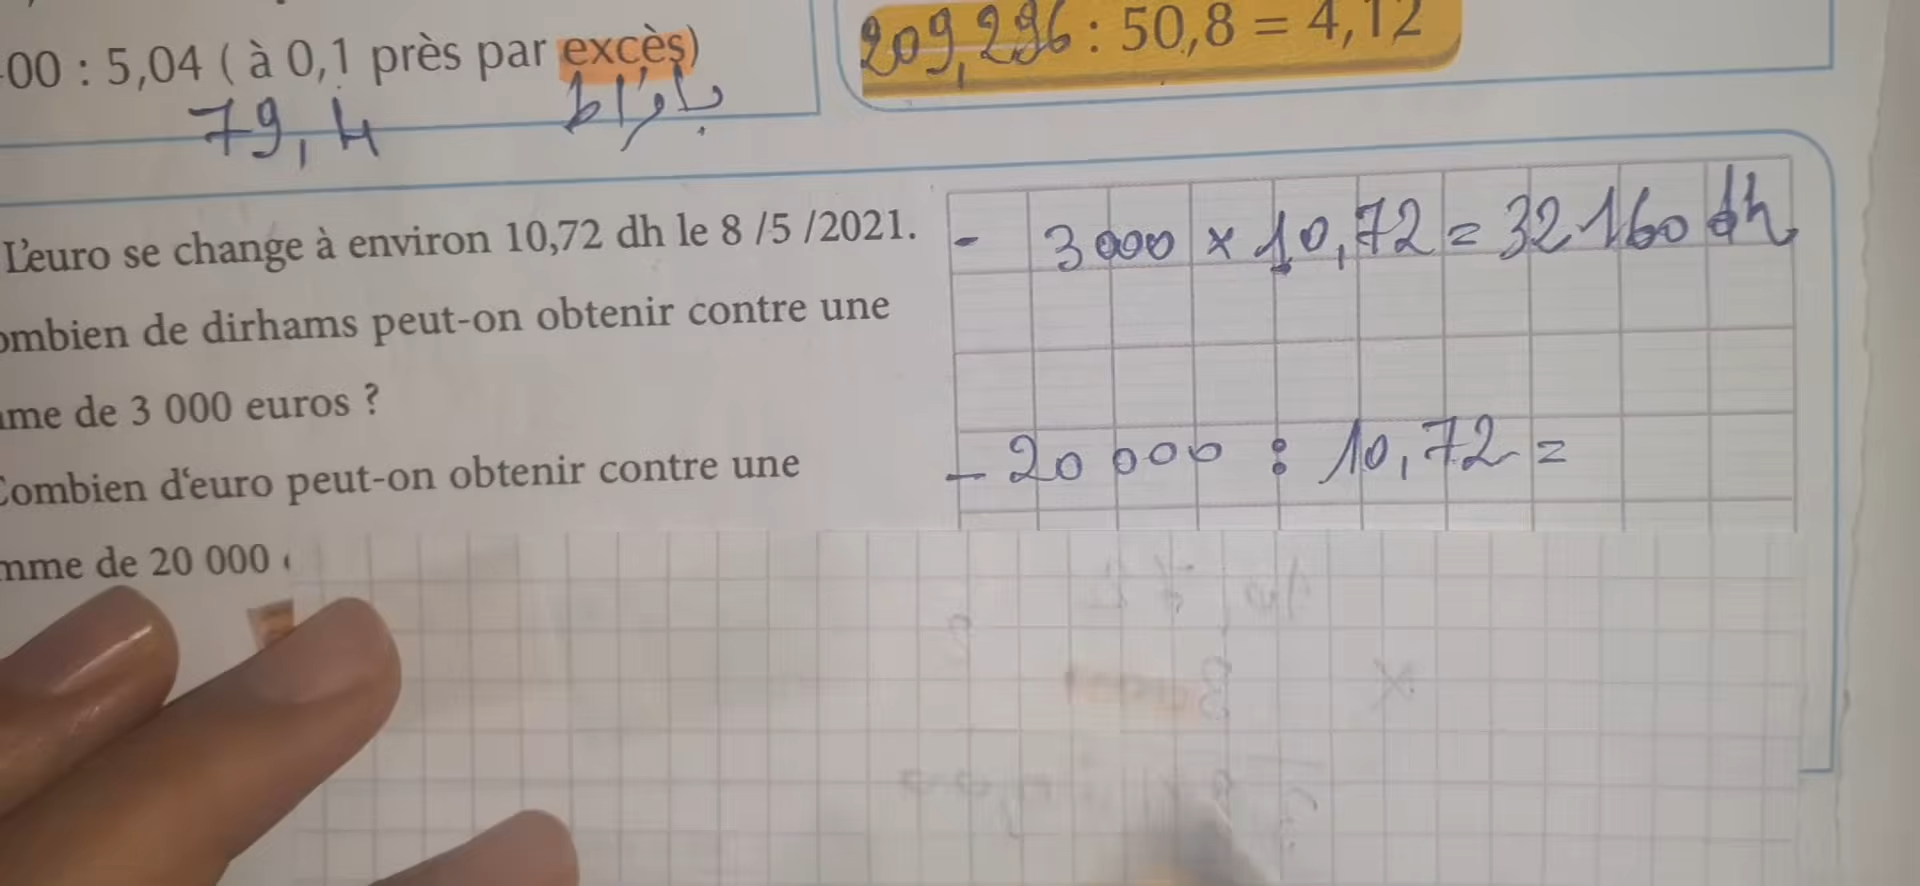 00 : 5,04 ( à 0,1 près par excès)
79,4
209,296 : 50,8 = 4,12
L'euro se change à environ 10,72 dh le 8 /5 /2021.
ombien de dirhams peut-on obtenir contre une
me de 3 000 euros ?
Combien d'euro peut-on obtenir contre une
mme de 20 000
- 3000 × 10,72 = 32160 dh
- 20 000 : 10,72 =